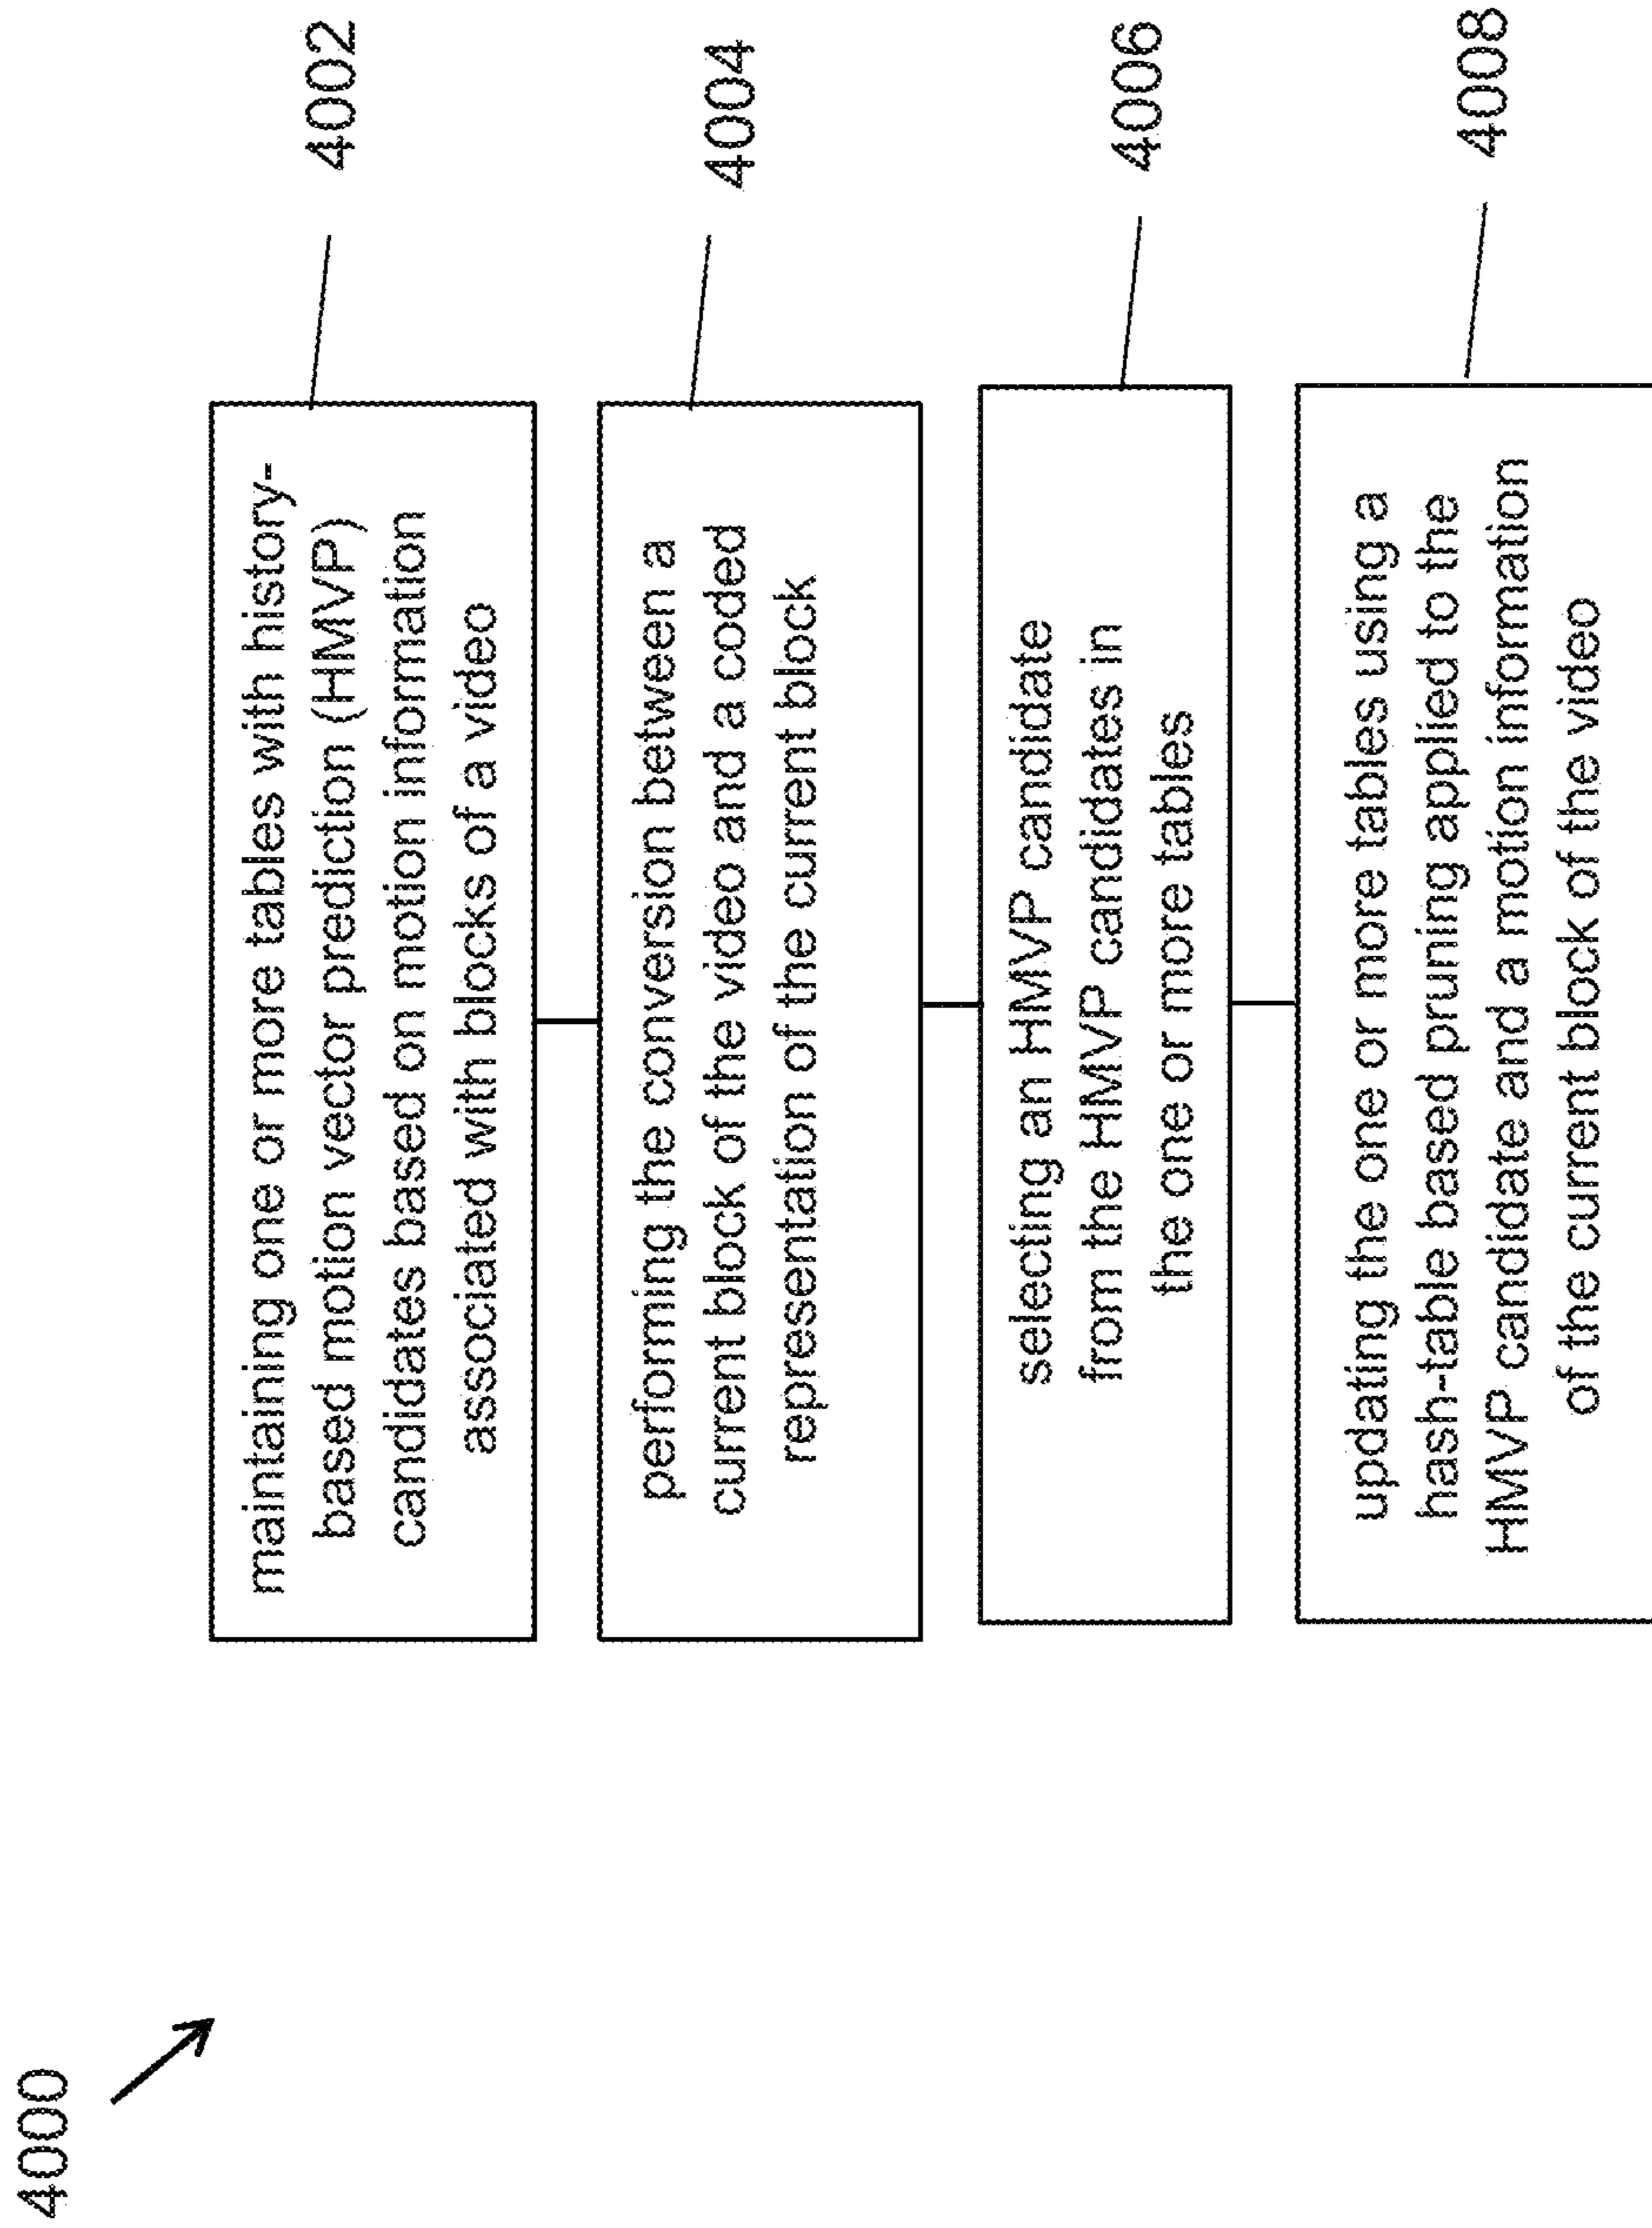 4000
maintaining one or more tables with history-
based motion vector prediction (HMVP)
candidates based on motion information
associated with blocks of a video
4002
performing the conversion between a
current block of the video and a coded
representation of the current block
4004
selecting an HMVP candidate
from the HMVP candidates in
the one or more tables
4006
updating the one or more tables using a
hash-table based pruning applied to the
HMVP candidate and a motion information
of the current block of the video
4008